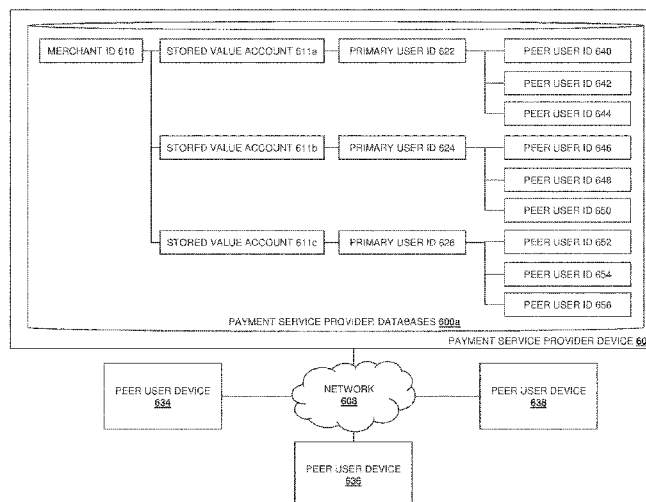 MERCHANT ID 610
STORED VALUE ACCOUNT 611a
PRIMARY USER ID 622
PEER USER ID 640
PEER USER ID 642
PEER USER ID 644
STORED VALUE ACCOUNT 611b
PRIMARY USER ID 624
PEER USER ID 646
PEER USER ID 648
PEER USER ID 650
STORED VALUE ACCOUNT 611c
PRIMARY USER ID 626
PEER USER ID 652
PEER USER ID 654
PEER USER ID 656
PAYMENT SERVICE PROVIDER DATABASES 600a
PAYMENT SERVICE PROVIDER DEVICE
PEER USER DEVICE
634
NETWORK
608
PEER USER DEVICE
638
PEER USER DEVICE
636